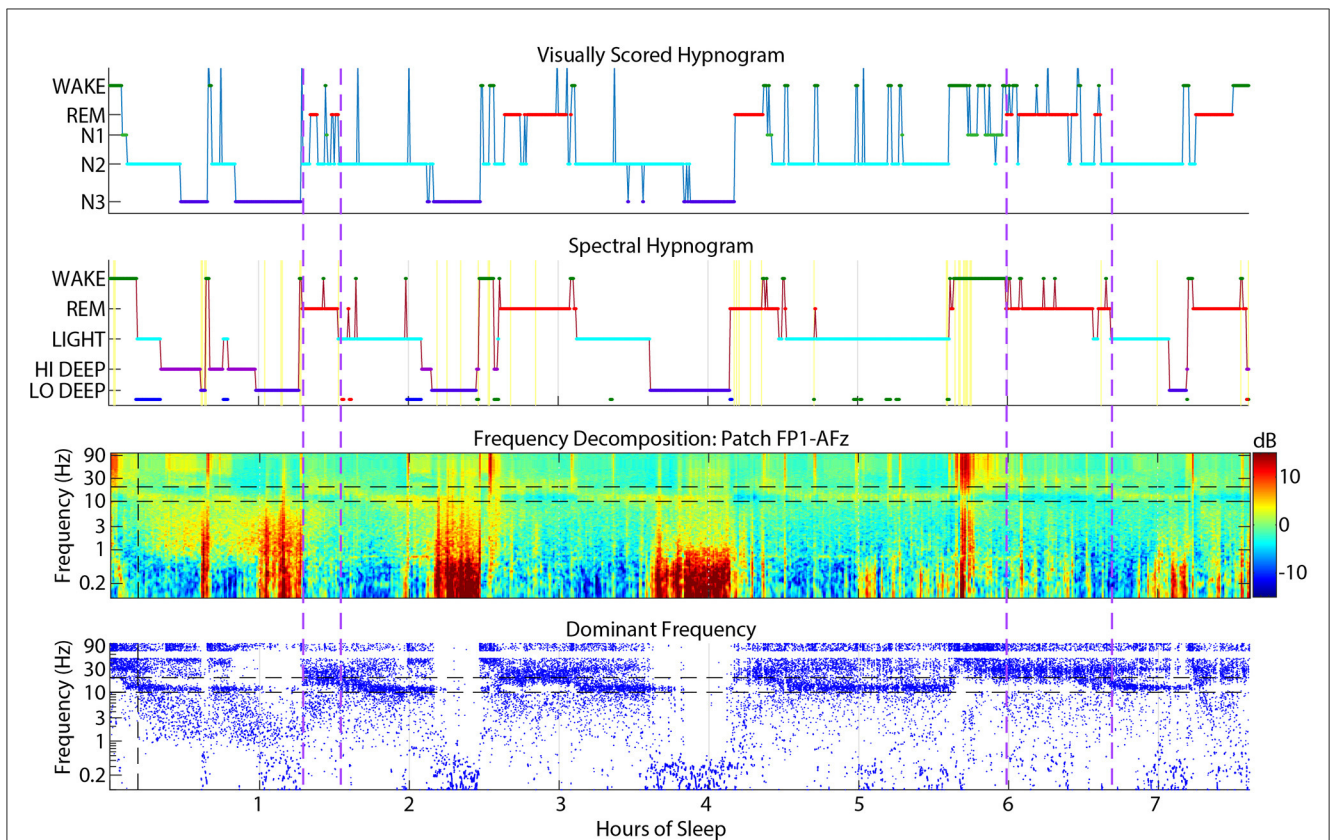 Visually Scored Hypnogram
WAKE
REM
N1
N2
N3
Spectral Hypnogram
WAKE
REM
LIGHT
HI DEEP
LO DEEP
Frequency Decomposition: Patch FP1-AFz
dB
Frequency (Hz)
90
30
10
3
1
0.2
10
0
-10
Dominant Frequency
Frequency (Hz)
90
30
10
3
1
0.2
1 2 3 4 5 6 7
Hours of Sleep